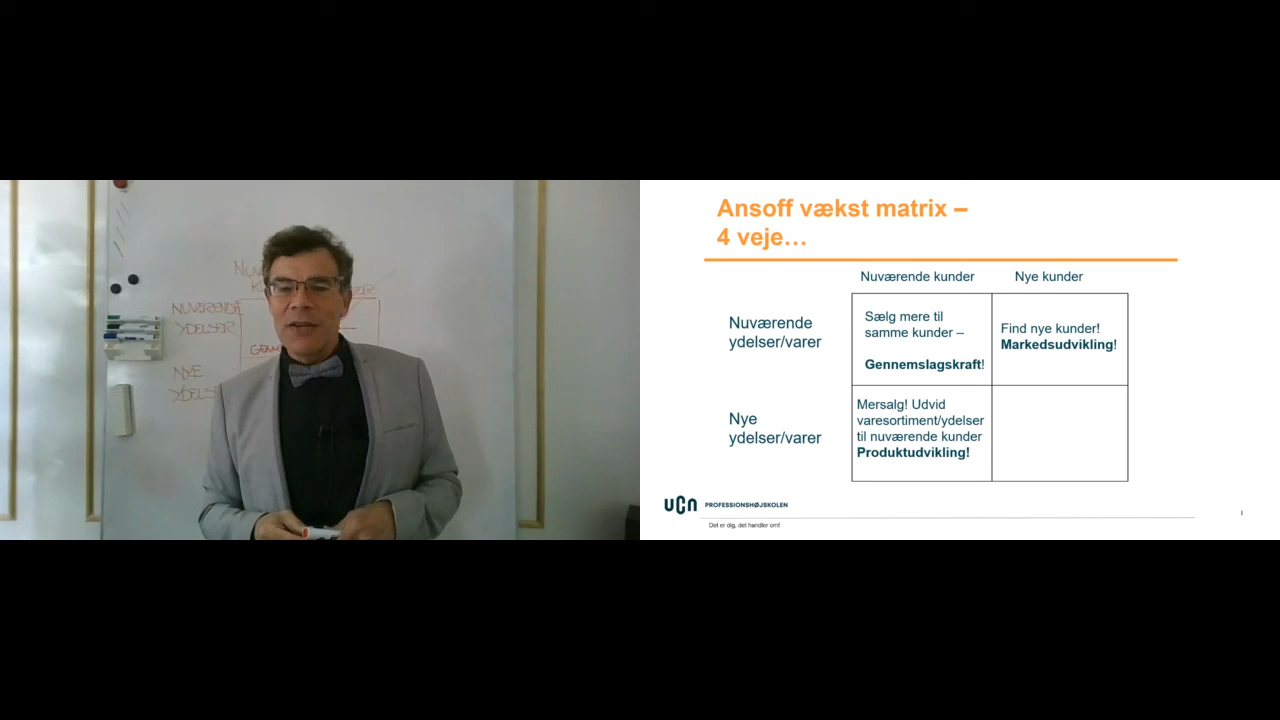 NUVÆRENDE
YDELSER
NYE
Ansoff vækst matrix –
4 veje…
Nuværende kunder
Nye kunder
Nuværende
ydelser/varer
Sælg mere til
samme kunder –
Gennemslagskraft!
Find nye kunder!
Markedsudvikling!
Nye
ydelser/varer
Mersalg! Udvid
varesortiment/ydelser
til nuværende kunder
Produktudvikling!
ucn PROFESSIONSHØJSKOLEN
Det er dig, det handler om!